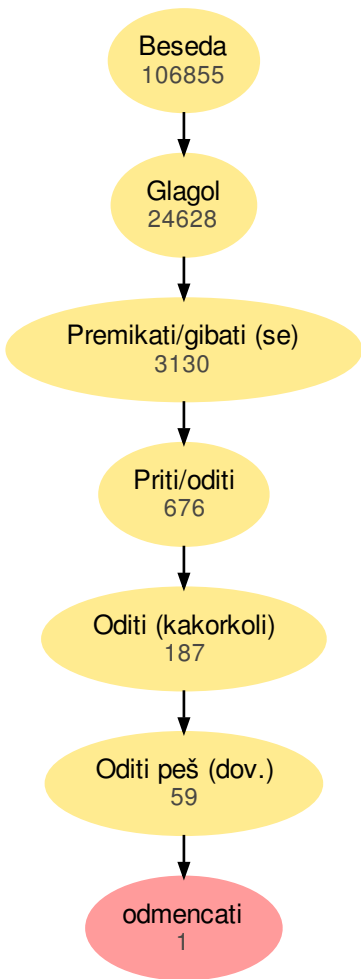 Beseda
106855
Glagol
24628
Premikati/gibati (se)
3130
Priti/oditi
676
Oditi (kakorkoli)
187
Oditi peš (dov.)
59
odmencati
1